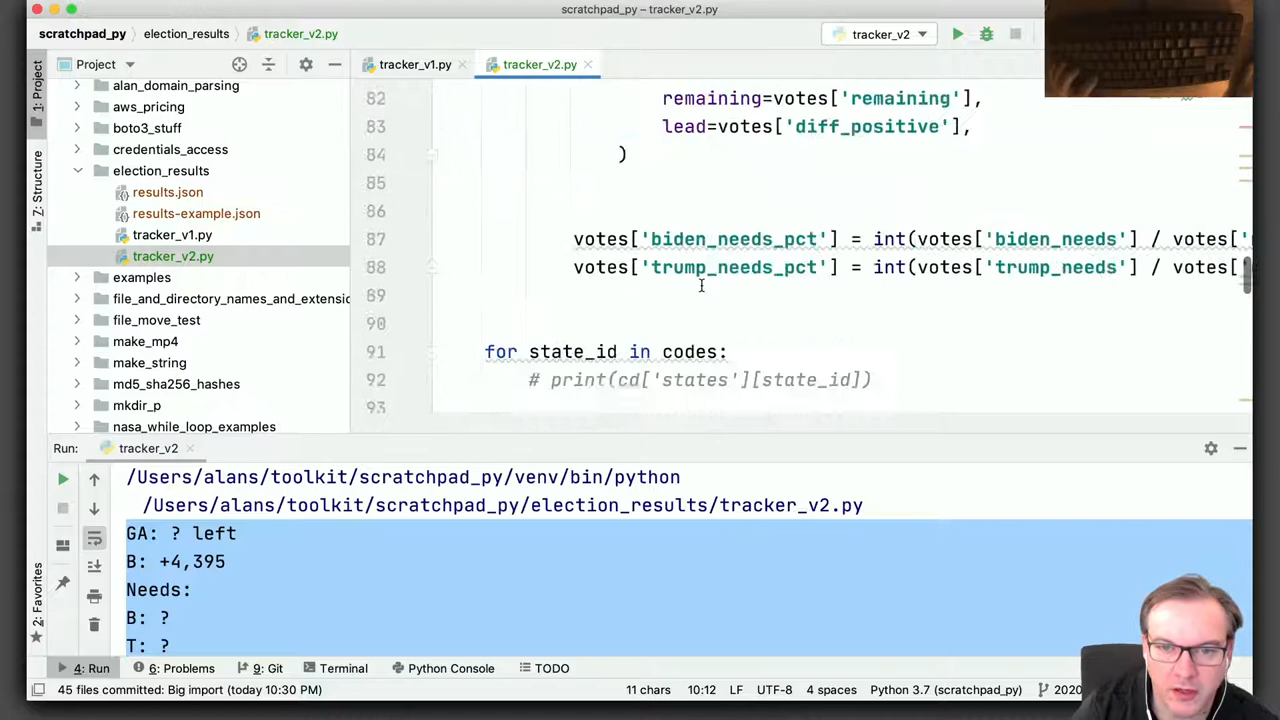 scratchpad_py – tracker_v2.py
scratchpad_py election_results tracker_v2.py
tracker_v2
1: Project
Z: Structure
2: Favorites
Project
alan_domain_parsing
aws_pricing
boto3_stuff
credentials_access
election_results
results.json
results-example.json
tracker_v1.py
tracker_v2.py
examples
file_and_directory_names_and_extensio
file_move_test
make_mp4
make_string
md5_sha256_hashes
mkdir_p
nasa_while_loop_examples
tracker_v1.py tracker_v2.py
82 remaining=votes['remaining'],
83 lead=votes['diff_positive'],
84 )
85
86
87 votes['biden_needs_pct'] = int(votes['biden_needs'] / votes['
88 votes['trump_needs_pct'] = int(votes['trump_needs'] / votes['
89
90
91 for state_id in codes:
92 # print(cd['states'][state_id])
93
Run: tracker_v2
/Users/alans/toolkit/scratchpad_py/venv/bin/python
/Users/alans/toolkit/scratchpad_py/election_results/tracker_v2.py
GA: ? left
B: +4,395
Needs:
B: ?
T: ?
4: Run 6: Problems 9: Git Terminal Python Console TODO
45 files committed: Big import (today 10:30 PM) 11 chars 10:12 LF UTF-8 4 spaces Python 3.7 (scratchpad_py) 2020